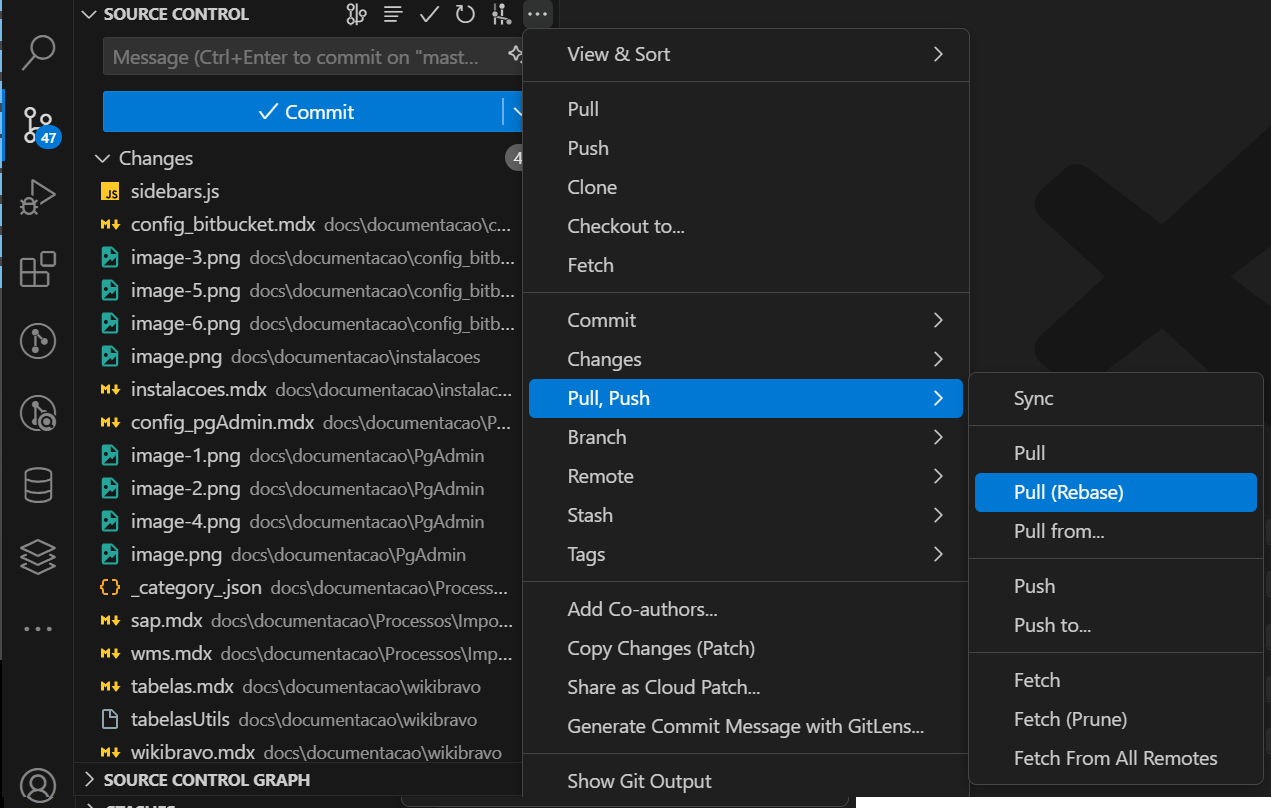 SOURCE CONTROL
Message (Ctrl+Enter to commit on "mast...
Commit
47
Changes
4
sidebars.js
config_bitbucket.mdx docs\documentacao\c...
image-3.png docs\documentacao\config_bitb...
image-5.png docs\documentacao\config_bitb...
image-6.png docs\documentacao\config_bitb...
image.png docs\documentacao\instalacoes
instalacoes.mdx docs\documentacao\instalac...
config_pgAdmin.mdx docs\documentacao\P...
image-1.png docs\documentacao\PgAdmin
image-2.png docs\documentacao\PgAdmin
image-4.png docs\documentacao\PgAdmin
image.png docs\documentacao\PgAdmin
_category_json docs\documentacao\Process...
sap.mdx docs\documentacao\Processos\Impo...
wms.mdx docs\documentacao\Processos\Imp...
tabelas.mdx docs\documentacao\wikibravo
tabelasUtils docs\documentacao\wikibravo
wikibravo.mdx docs\documentacao\wikibravo
SOURCE CONTROL GRAPH
View & Sort
Pull
Push
Clone
Checkout to...
Fetch
Commit
Changes
Pull, Push
Branch
Remote
Stash
Tags
Add Co-authors...
Copy Changes (Patch)
Share as Cloud Patch...
Generate Commit Message with GitLens...
Show Git Output
Sync
Pull
Pull (Rebase)
Pull from...
Push
Push to...
Fetch
Fetch (Prune)
Fetch From All Remotes